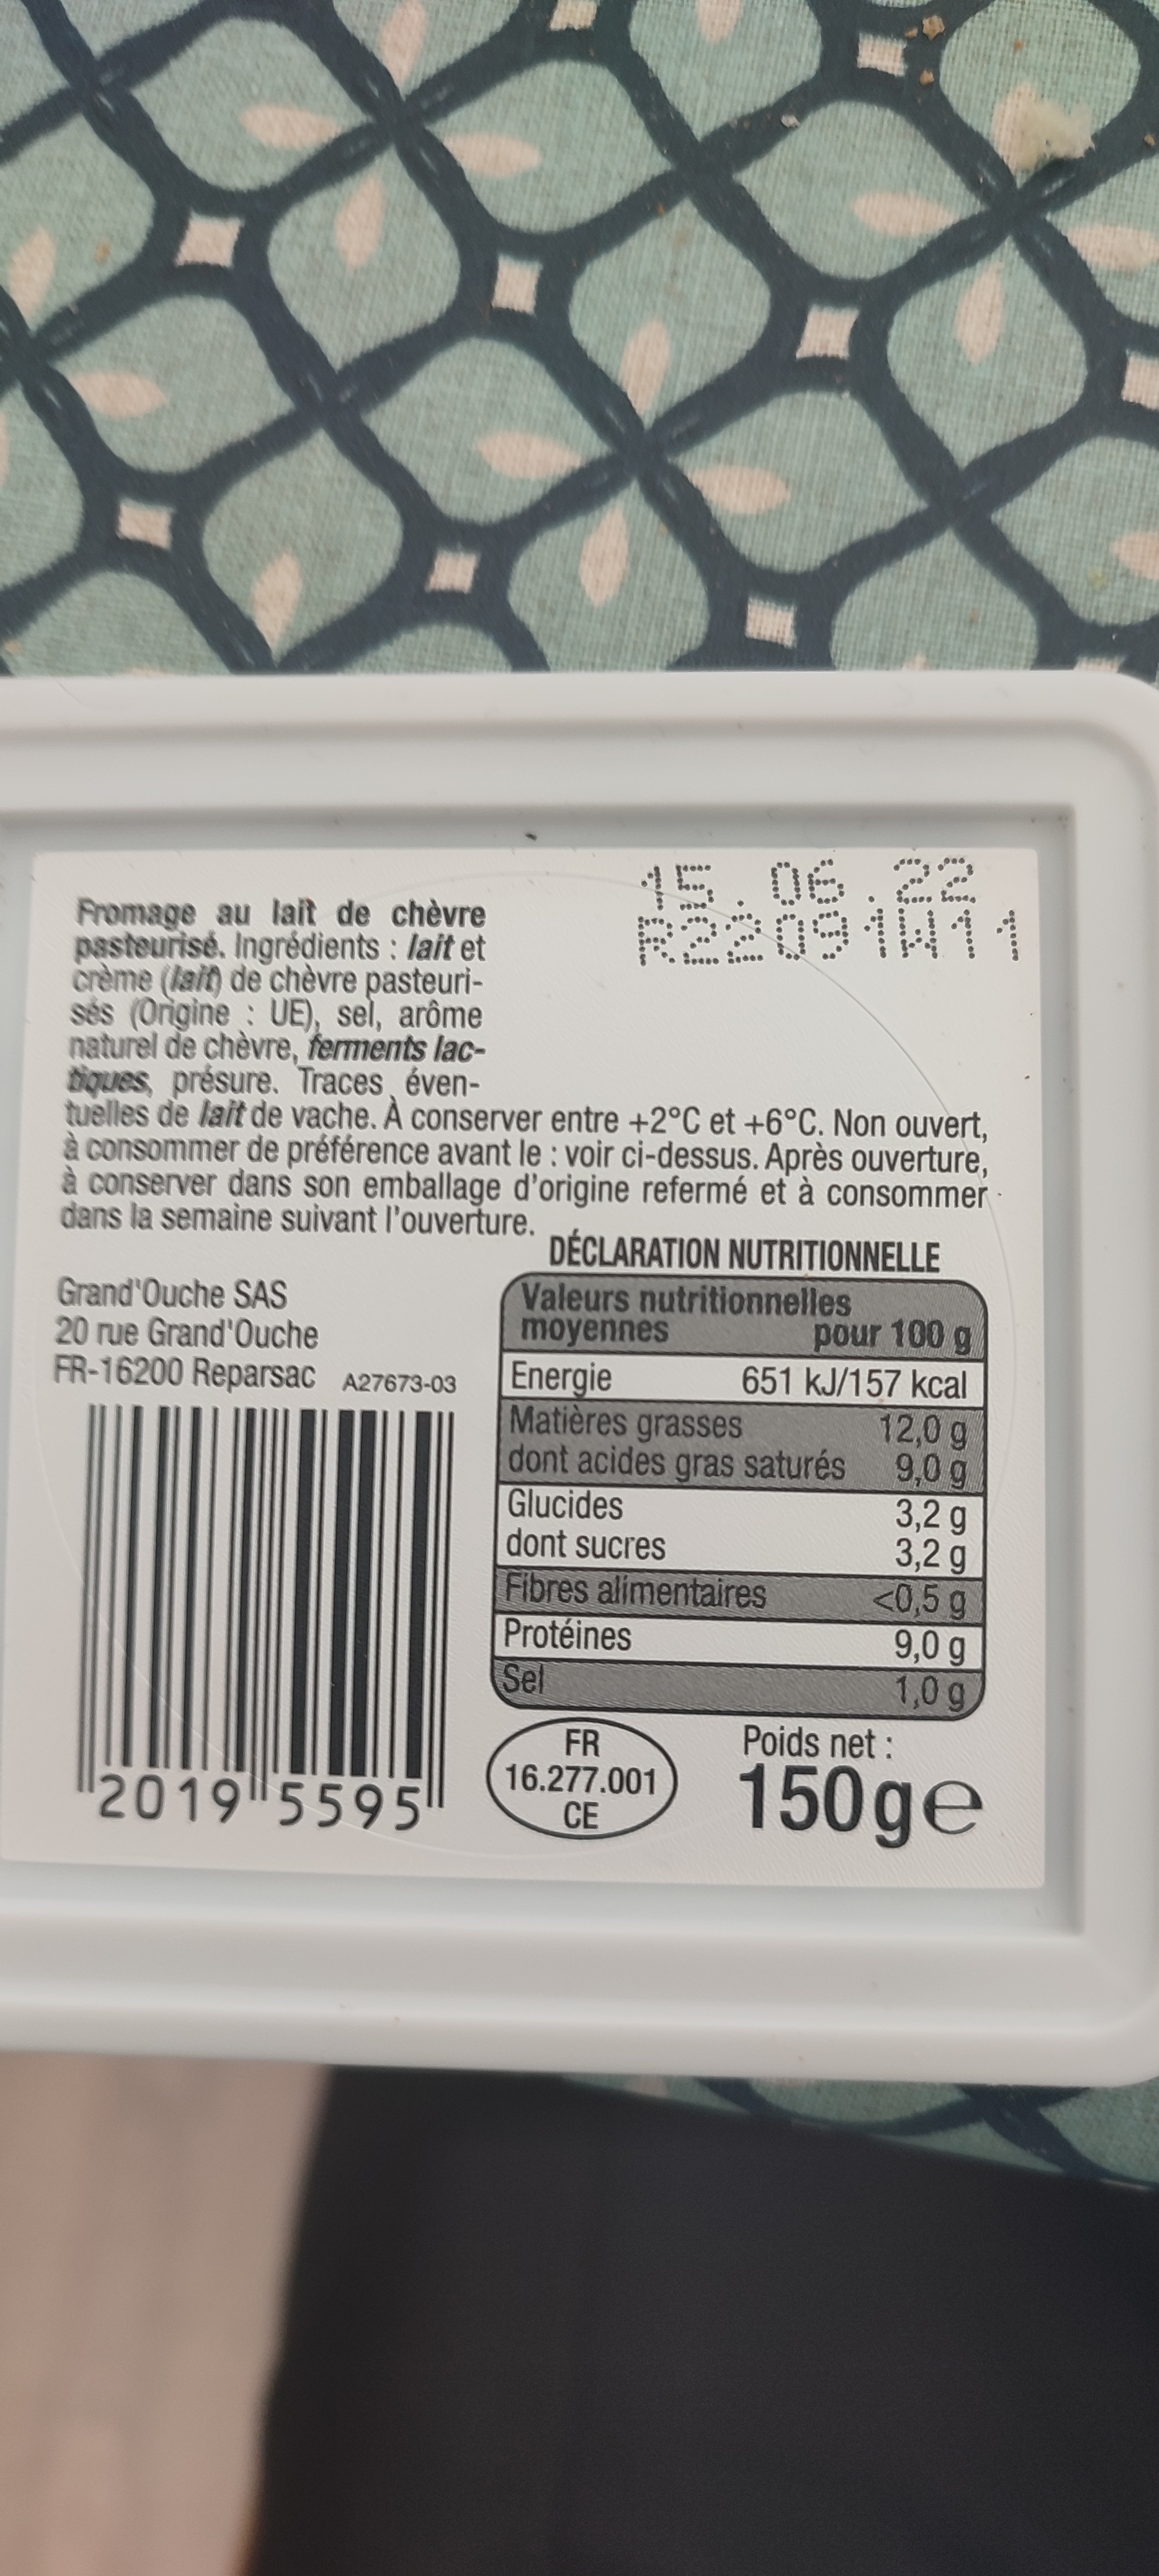 15.06.22
R22091W11
Fromage au lait de chèvre
pasteurisé. Ingrédients : lait et
crème (lait) de chèvre pasteuri-
sés (Origine : UE), sel, arôme
naturel de chèvre, ferments lac-
tiques, présure. Traces éven-
tuelles de lait de vache. À conserver entre +2°C et +6°C. Non ouvert,
à consommer de préférence avant le : voir ci-dessus. Après ouverture,
à conserver dans son emballage d'origine refermé et à consommer
dans la semaine suivant l'ouverture.
Grand'Ouche SAS
20 rue Grand'Ouche
FR-16200 Reparsac A27673-03
2019 5595
DÉCLARATION NUTRITIONNELLE
Valeurs nutritionnelles
moyennes pour 100 g
Energie 651 kJ/157 kcal
Matières grasses 12,0 g
dont acides gras saturés 9,0 g
Glucides 3,2 g
dont sucres 3,2 g
Fibres alimentaires <0,5 g
Protéines 9,0 g
Sel 1,0 g
FR
16.277.001
CE
Poids net :
150g e